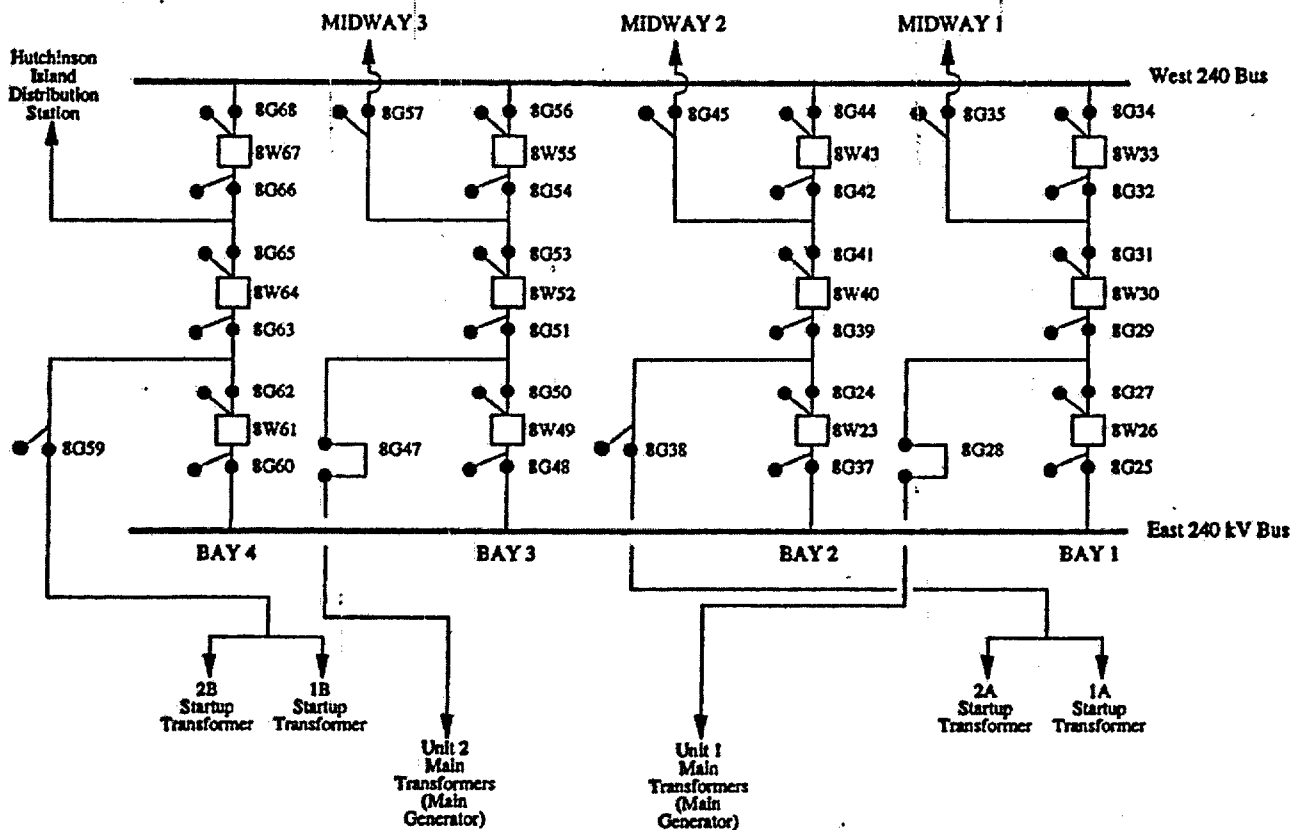 MIDWAY 3
MIDWAY 2
MIDWAY 1
Hutchinson
Island
Distribution
Station
West 240 Bus
8G68
8G57
8G56
8G45
8G44
8G35
8G34
8W67
8W55
8W43
8W33
8G66
8G54
8G42
8G32
8G65
8G53
8G41
8G31
8W64
8W52
8W40
8W30
8G63
8G51
8G39
8G29
8G62
8G50
8G24
8G27
8W61
8W49
8W23
8W26
8G59
8G47
8G38
8G28
8G60
8G48
8G37
8G25
East 240 kV Bus
BAY 4
BAY 3
BAY 2
BAY 1
2B
Startup
Transformer
1B
Startup
Transformer
2A
Startup
Transformer
1A
Startup
Transformer
Unit 2
Main
Transformers
(Main
Generator)
Unit 1
Main
Transformers
(Main
Generator)